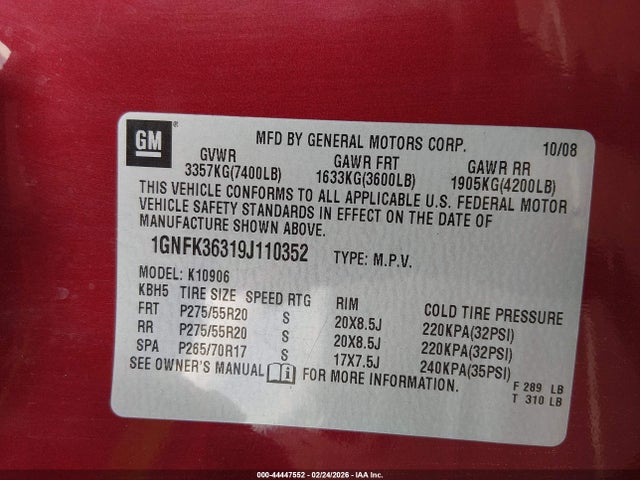 GM
®
MFD BY GENERAL MOTORS CORP. 10/08
GVWR GAWR FRT GAWR RR
3357KG(7400LB) 1633KG(3600LB) 1905KG(4200LB)
THIS VEHICLE CONFORMS TO ALL APPLICABLE U.S. FEDERAL MOTOR
VEHICLE SAFETY STANDARDS IN EFFECT ON THE DATE OF
MANUFACTURE SHOWN ABOVE.
1GNFK36319J110352 TYPE: M.P.V.
MODEL: K10906
KBH5 TIRE SIZE SPEED RTG RIM COLD TIRE PRESSURE
FRT P275/55R20 S 20X8.5J 220KPA(32PSI)
RR P275/55R20 S 20X8.5J 220KPA(32PSI)
SPA P265/70R17 S 17X7.5J 240KPA(35PSI)
SEE OWNER'S MANUAL i FOR MORE INFORMATION.
F 289 LB
T 310 LB
000-44447552 - 02/24/2026 - IAA Inc.